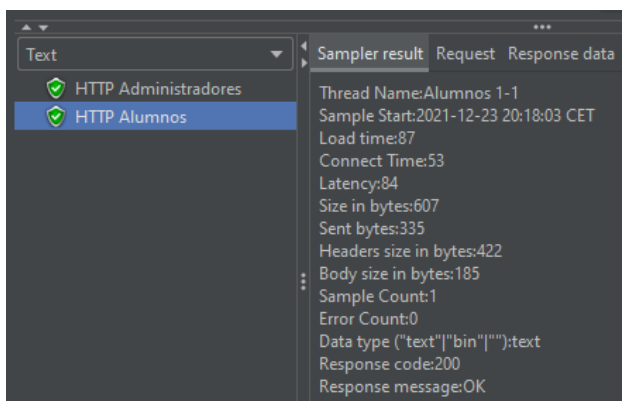 Text
HTTP Administradores
HTTP Alumnos
Sampler result Request Response data
Thread Name:Alumnos 1-1
Sample Start:2021-12-23 20:18:03 CET
Load time:87
Connect Time:53
Latency:84
Size in bytes:607
Sent bytes:335
Headers size in bytes:422
Body size in bytes:185
Sample Count:1
Error Count:0
Data type ("text"|"bin"|""):text
Response code:200
Response message:OK